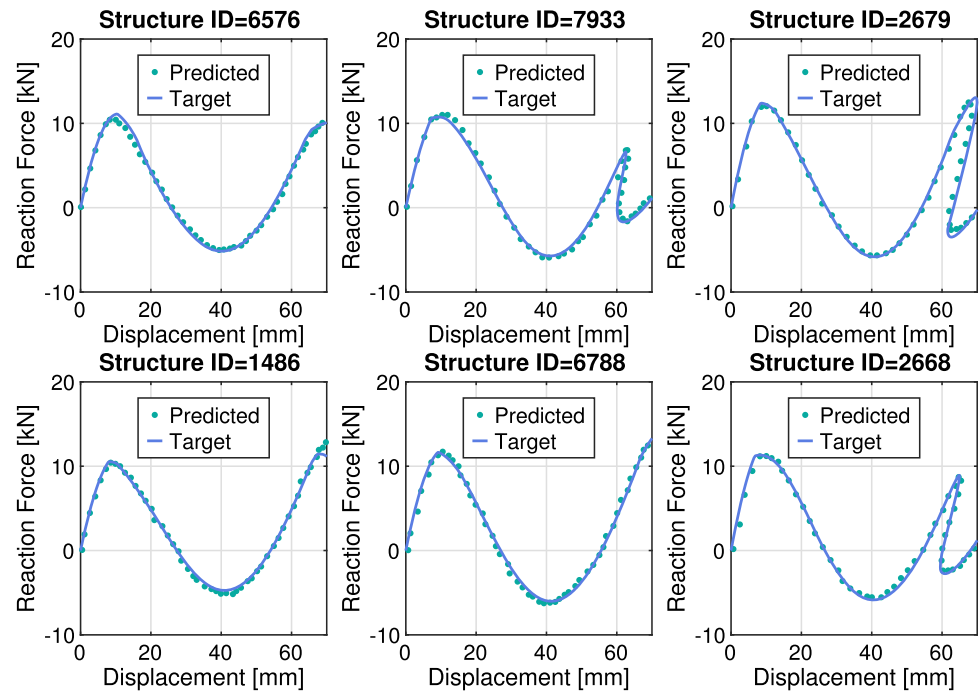 Structure ID=6576
20
10
0
-10
Reaction Force [kN]
Predicted
Target
0 20 40 60
Displacement [mm]
Structure ID=7933
20
10
0
-10
Reaction Force [kN]
Predicted
Target
0 20 40 60
Displacement [mm]
Structure ID=2679
20
10
0
-10
Reaction Force [kN]
Predicted
Target
0 20 40 60
Displacement [mm]
Structure ID=1486
20
10
0
-10
Reaction Force [kN]
Predicted
Target
0 20 40 60
Displacement [mm]
Structure ID=6788
20
10
0
-10
Reaction Force [kN]
Predicted
Target
0 20 40 60
Displacement [mm]
Structure ID=2668
20
10
0
-10
Reaction Force [kN]
Predicted
Target
0 20 40 60
Displacement [mm]